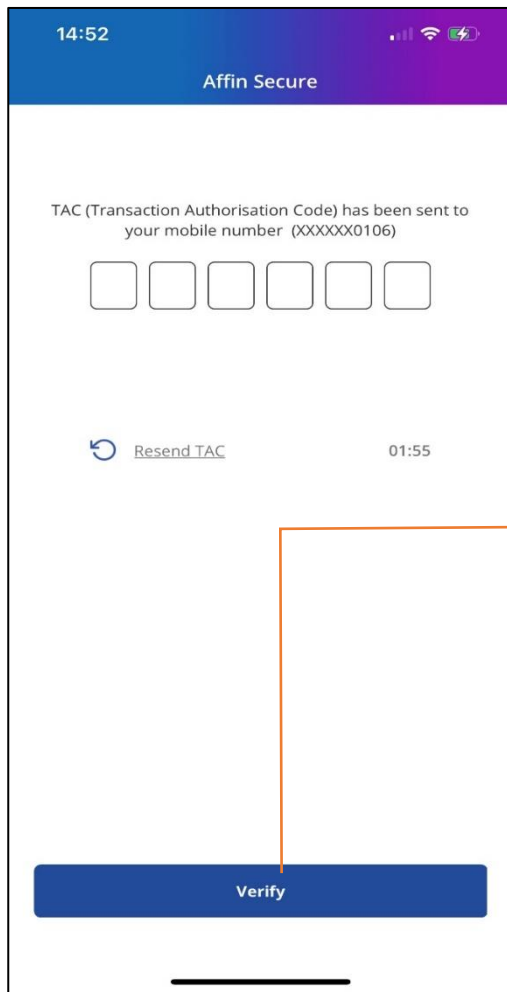 14:52
Affin Secure
TAC (Transaction Authorisation Code) has been sent to
your mobile number (XXXXXX0106)
Resend TAC 01:55
Verify